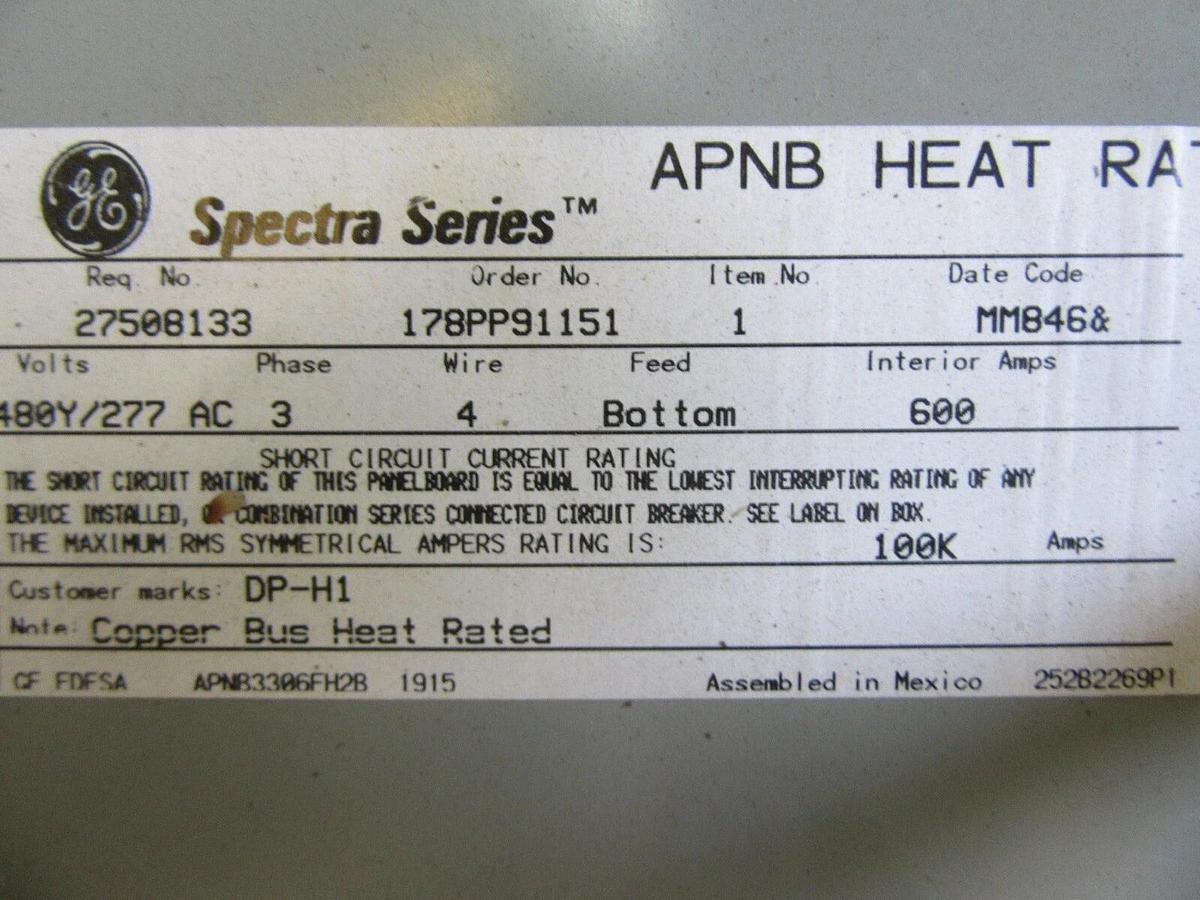 APNB HEAT RAT
GE Spectra Series™
Req. No. Order No. Item No Date Code
27508133 178PP91151 1 MM846&
Volts Phase Wire Feed Interior Amps
480Y/277 AC 3 4 Bottom 600
SHORT CIRCUIT CURRENT RATING
THE SHORT CIRCUIT RATING OF THIS PANELBOARD IS EQUAL TO THE LOWEST INTERRUPTING RATING OF ANY
DEVICE INSTALLED, OR COMBINATION SERIES CONNECTED CIRCUIT BREAKER. SEE LABEL ON BOX.
THE MAXIMUM RMS SYMMETRICAL AMPERS RATING IS: 100K Amps
Customer marks: DP-H1
Note: Copper Bus Heat Rated
APNB3306FH2B 1915 Assembled in Mexico 252B2269P1